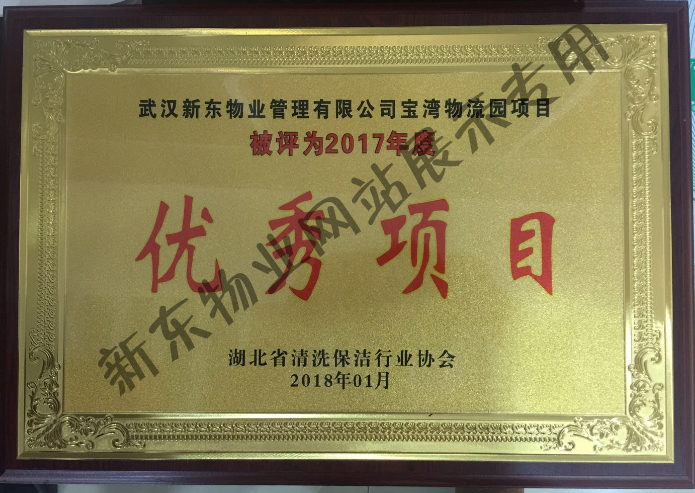 武汉新东物业管理有限公司宝湾物流园项目
被评为2017年度
优秀项目
湖北省清洗保洁行业协会
2018年01月
新东物业网站展示专用